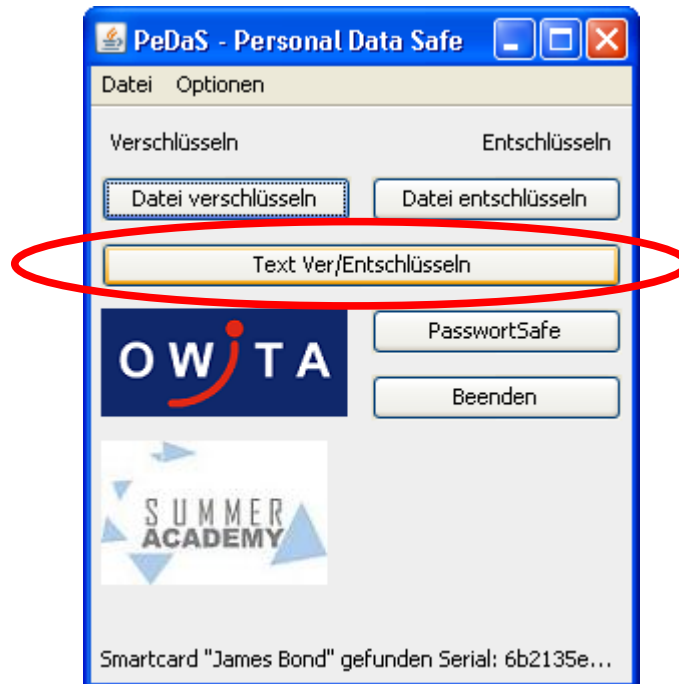 PeDaS - Personal Data Safe
Datei Optionen
Verschlüsseln Entschlüsseln
Datei verschlüsseln Datei entschlüsseln
Text Ver/Entschlüsseln
OWiTA
PasswortSafe
Beenden
SUMMER
ACADEMY
Smartcard "James Bond" gefunden Serial: 6b2135e...